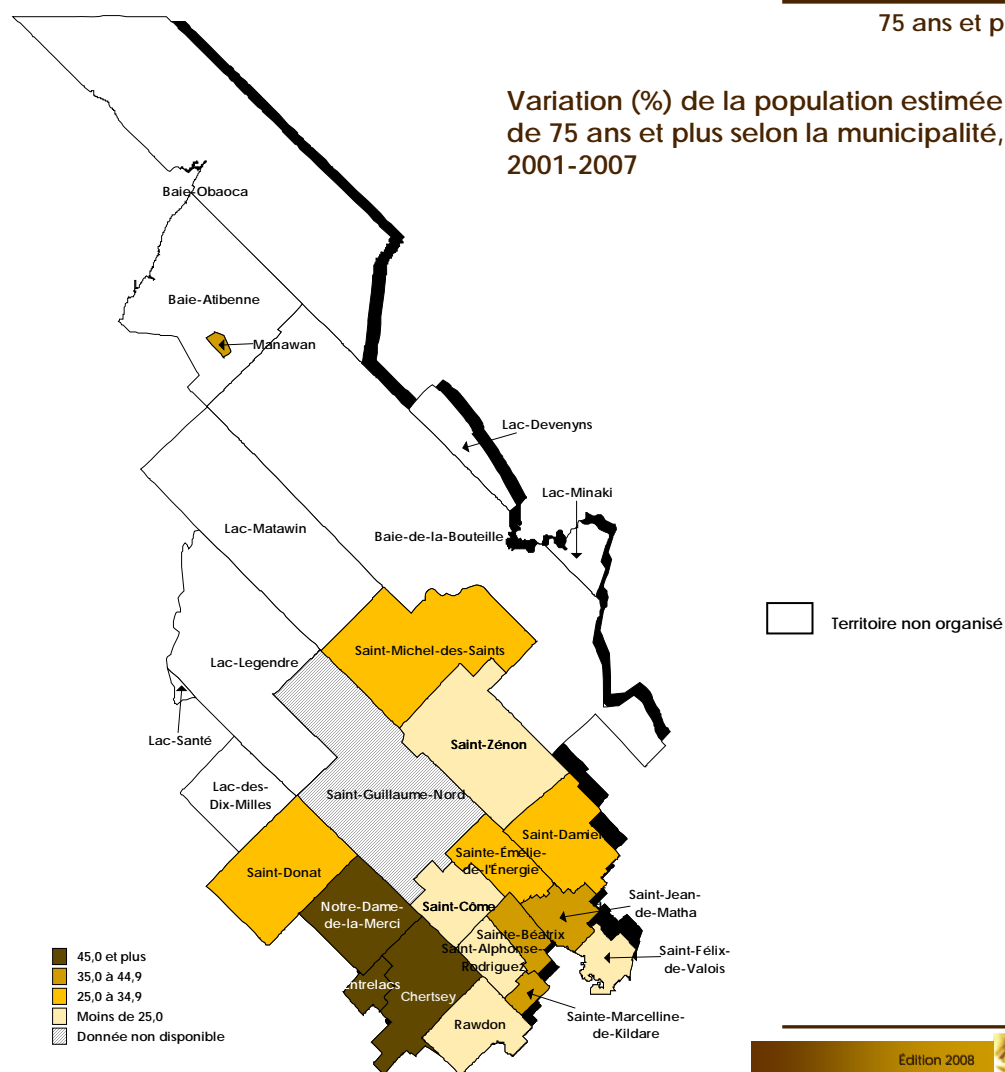 75 ans et p
Variation (%) de la population estimée
de 75 ans et plus selon la municipalité,
2001-2007
Baie-Obaoca
Baie-Atibenne
Manawan
Lac-Devenyns
Lac-Minaki
Lac-Matawin
Baie-de-la-Bouteille
Territoire non organisé
Saint-Michel-des-Saints
Lac-Legendre
Lac-Santé
Saint-Zénon
Lac-des-
Dix-Milles
Saint-Guillaume-Nord
Saint-Damien
Sainte-Émélie-
de-l'Énergie
Saint-Donat
Saint-Jean-
de-Matha
Notre-Dame-
de-la-Merci
Saint-Côme
Sainte-Béatrix
Saint-Alphonse-
Rodriguez
Saint-Félix-
de-Valois
Entrelacs
Chertsey
Sainte-Marcelline-
de-Kildare
Rawdon
45,0 et plus
35,0 à 44,9
25,0 à 34,9
Moins de 25,0
Donnée non disponible
Édition 2008